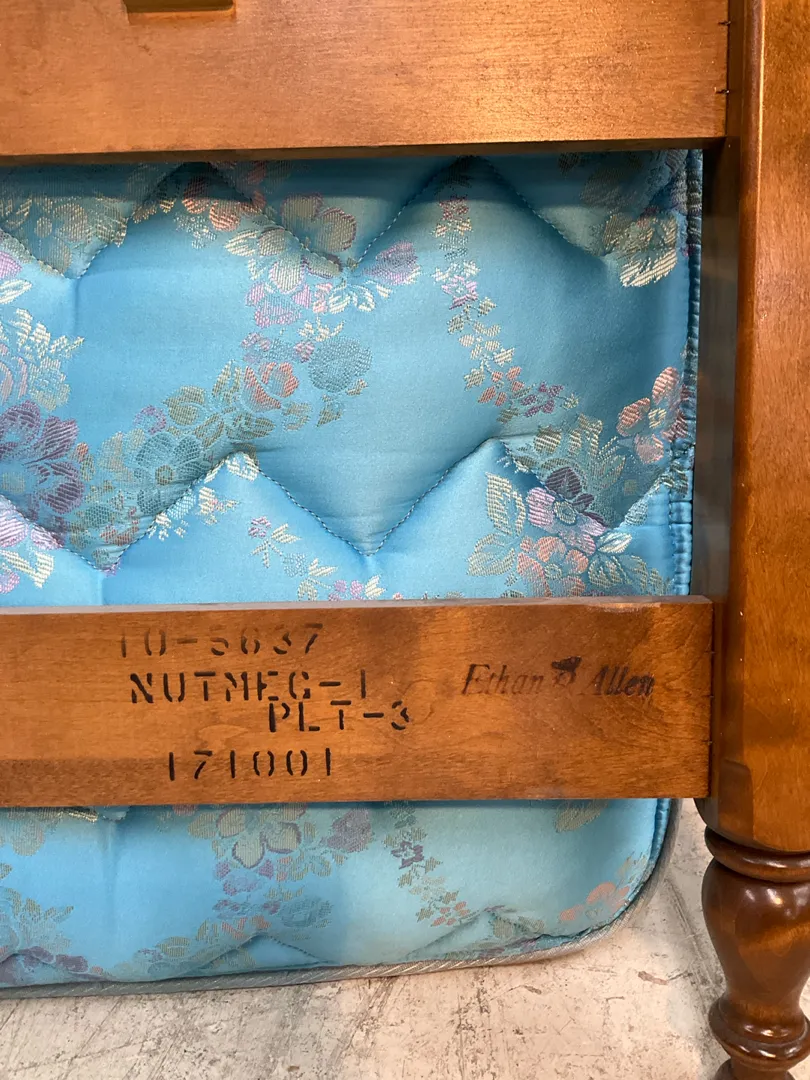 10-5637
NUTMEG-1
PLT-3
171001
Ethan Allen